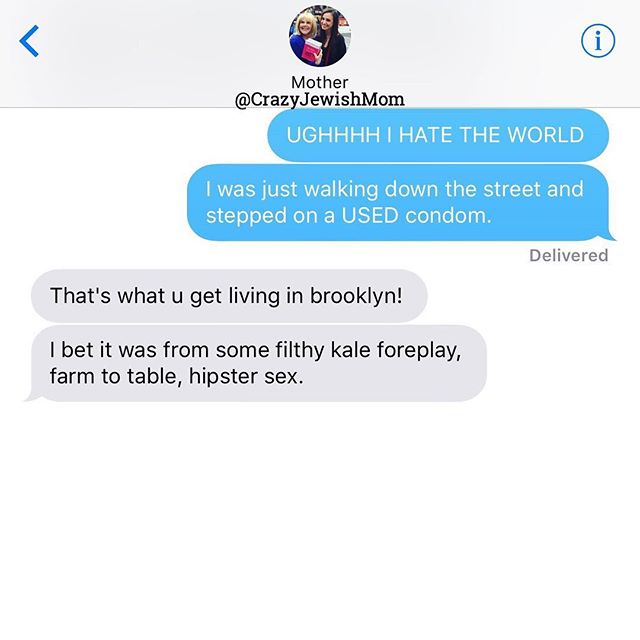 Mother
@CrazyJewishMom
UGHHHH I HATE THE WORLD
I was just walking down the street and
stepped on a USED condom.
Delivered
That's what u get living in brooklyn!
I bet it was from some filthy kale foreplay,
farm to table, hipster sex.